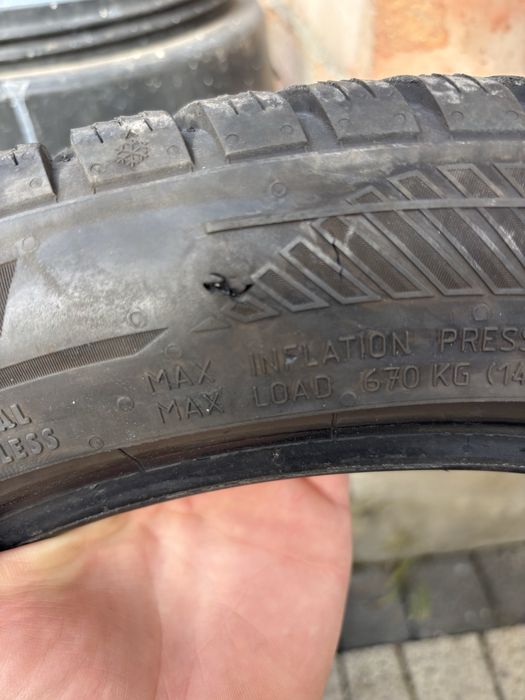 MAX INFLATION PRESS
MAX LOAD 670 KG (14
AL
LESS